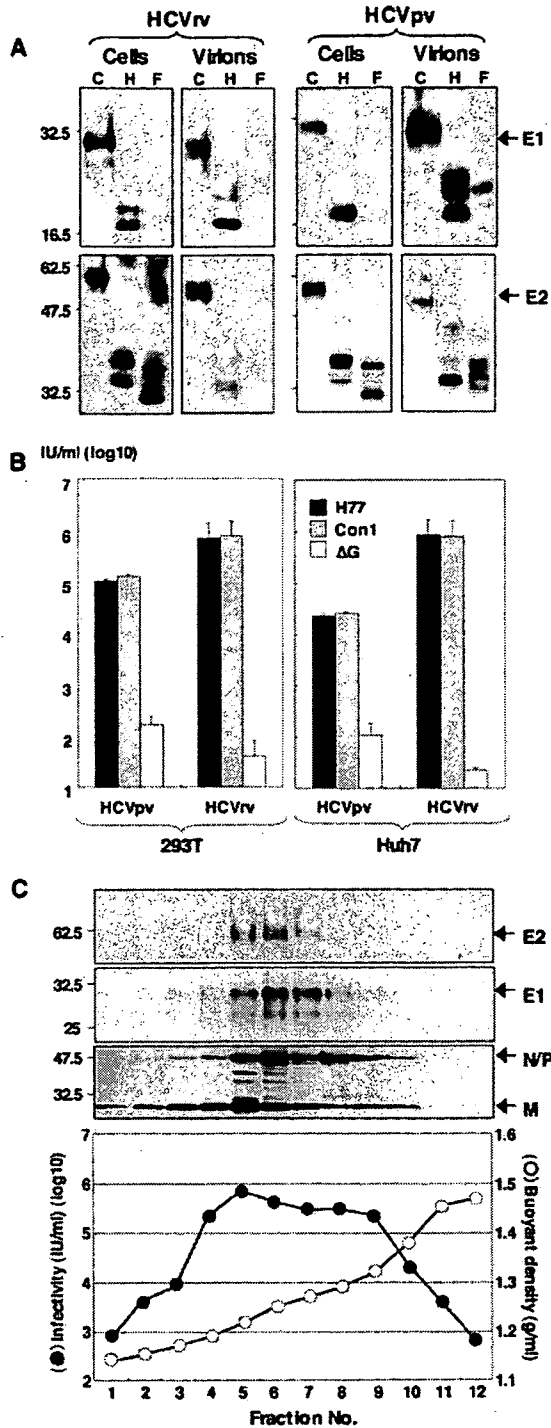 HCVrv HCVpv
A
Cells Virions Cells Virions
C H F C H F C H F C H F
32.5
E1
16.5
62.5
47.5
E2
32.5
B IU/ml (log10)
7
6
5
4
3
2
1
H77
Con1
ΔG
HCVpv HCVrv HCVpv HCVrv
293T Huh7
C
62.5 E2
32.5 E1
25
47.5 N/P
32.5 M
(●) Infectivity (IU/ml) (log10)
7
6
5
4
3
2
1.6
1.5
1.4
1.3
1.2
1.1
(○) Buoyant density (g/ml)
1 2 3 4 5 6 7 8 9 10 11 12
Fraction No.